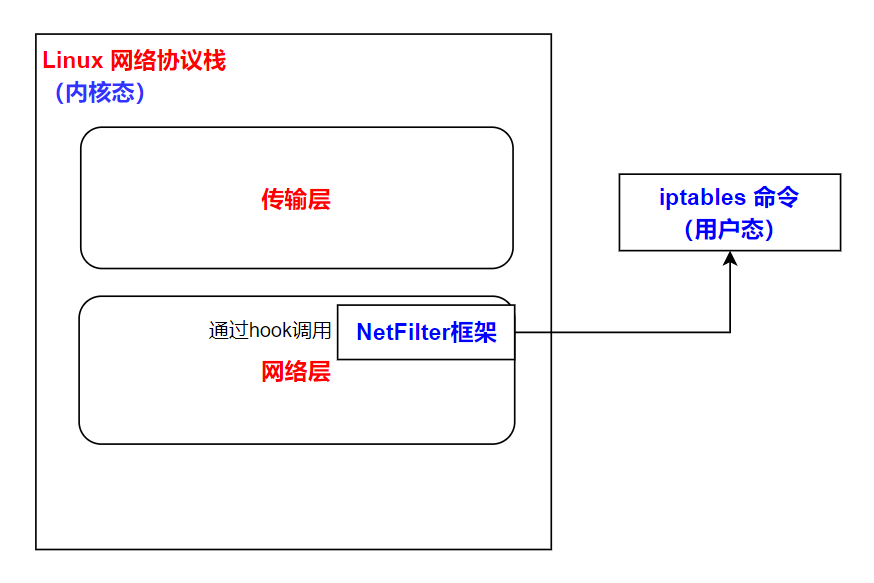 Linux 网络协议栈
（内核态）
传输层
iptables 命令
（用户态）
通过hook调用
NetFilter框架
网络层